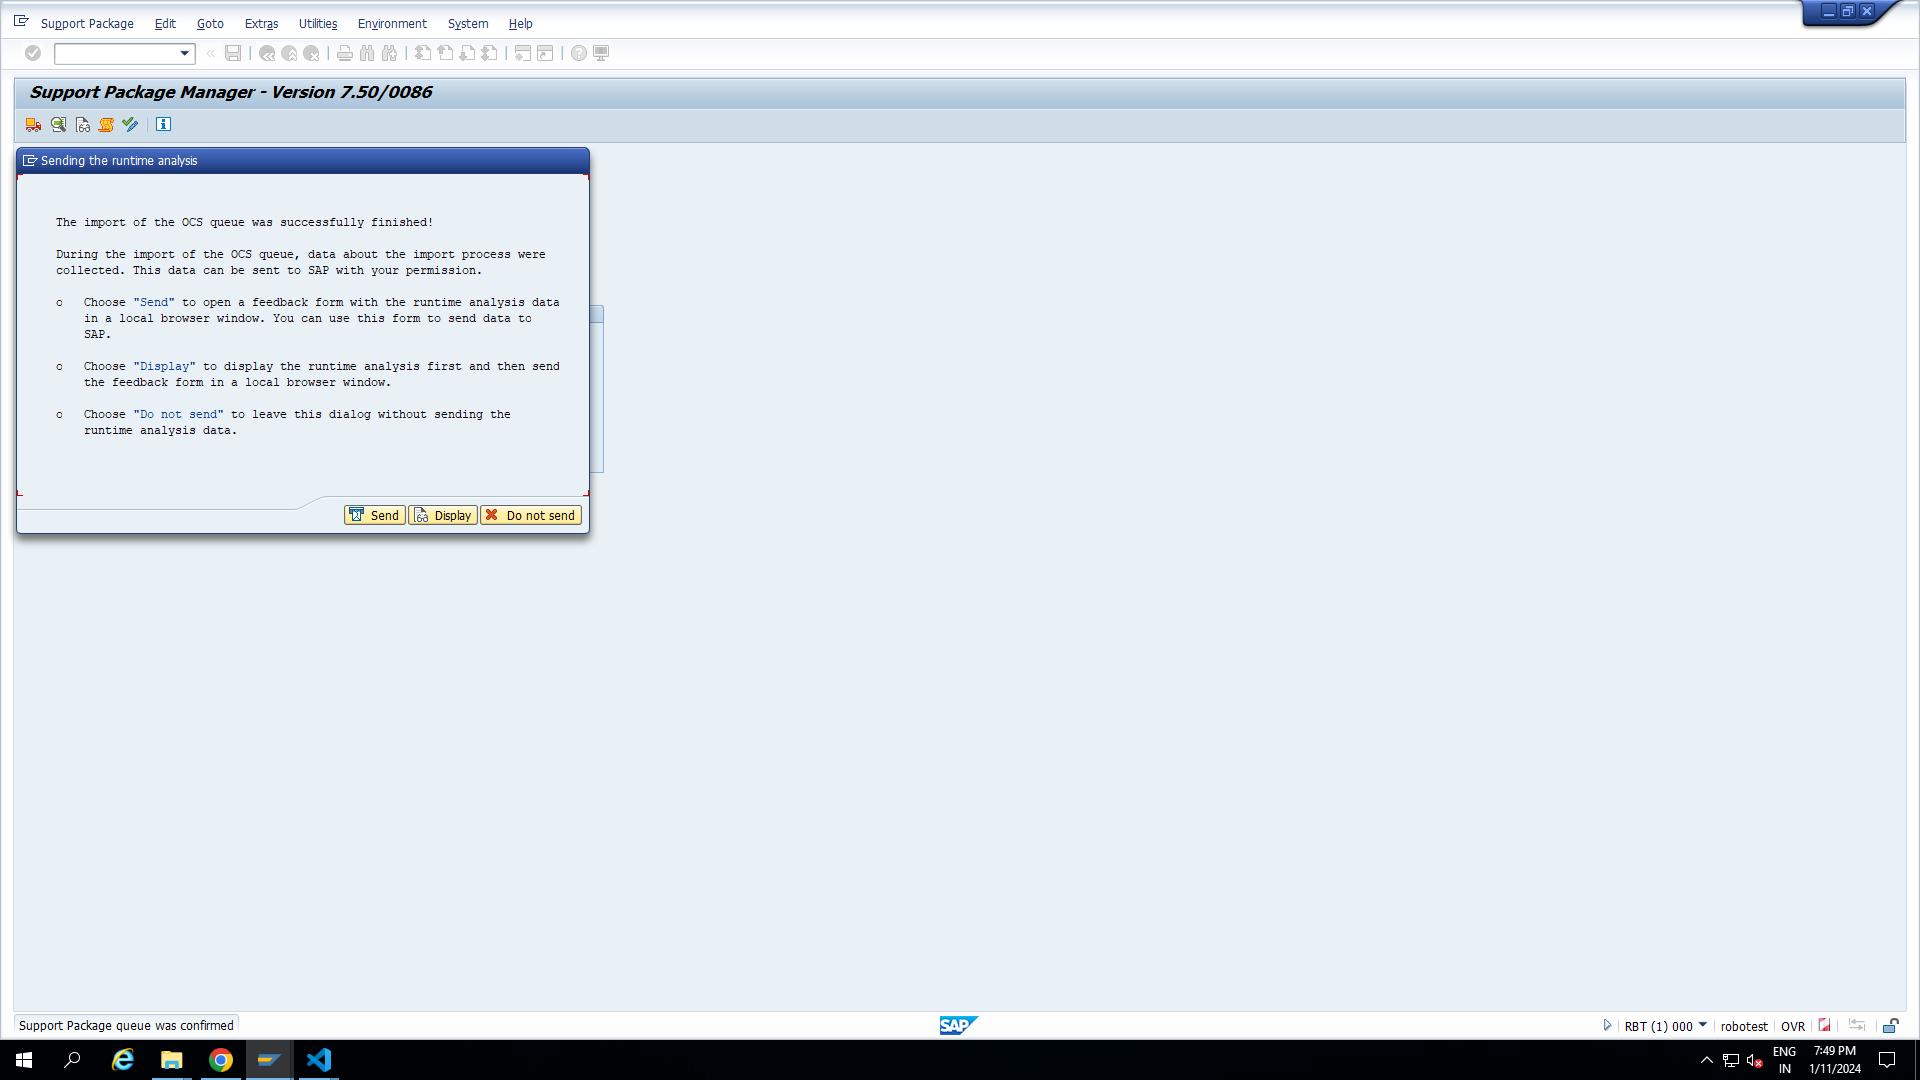 Support Package Edit Goto Extras Utilities Environment System Help
Support Package Manager - Version 7.50/0086
Sending the runtime analysis
The import of the OCS queue was successfully finished!
During the import of the OCS queue, data about the import process were
collected. This data can be sent to SAP with your permission.
o Choose "Send" to open a feedback form with the runtime analysis data
in a local browser window. You can use this form to send data to
SAP.
o Choose "Display" to display the runtime analysis first and then send
the feedback form in a local browser window.
o Choose "Do not send" to leave this dialog without sending the
runtime analysis data.
Send Display Do not send
Support Package queue was confirmed
SAP
RBT (1) 000 robotest OVR
ENG 7:49 PM
IN 1/11/2024